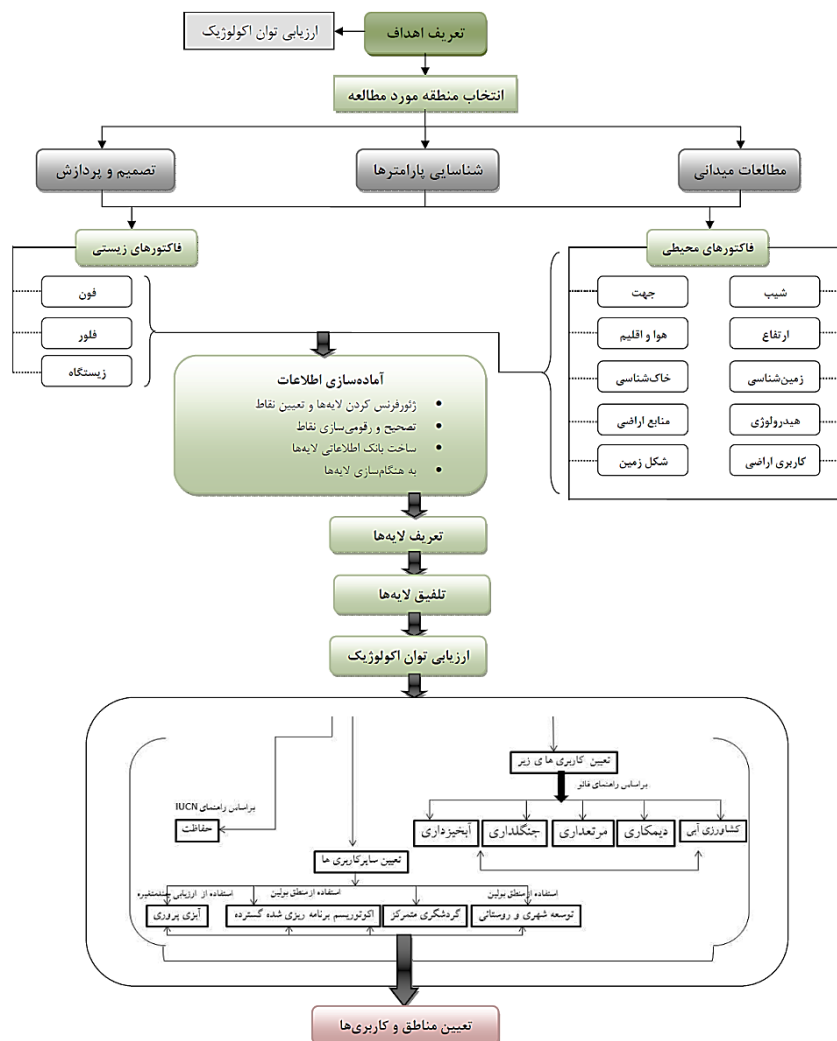 تعریف اهداف
ارزیابی توان اکولوژیک
انتخاب منطقه مورد مطالعه
مطالعات میدانی
شناسایی پارامترها
تصمیم و پردازش
فاکتورهای محیطی
فاکتورهای زیستی
شیب
جهت
ارتفاع
هوا و اقلیم
زمین‌شناسی
خاک‌شناسی
هیدرولوژی
منابع اراضی
کاربری اراضی
شکل زمین
فون
فلور
زیستگاه
آماده‌سازی اطلاعات
• ژئورفرنس کردن لایه‌ها و تعیین نقاط
• تصحیح و رقومی‌سازی نقاط
• ساخت بانک اطلاعاتی لایه‌ها
• به هنگام‌سازی لایه‌ها
تعریف لایه‌ها
تلفیق لایه‌ها
ارزیابی توان اکولوژیک
تعیین کاربری ها ی زیر
براساس راهنمای فائو
کشاورزی آبی
دیمکاری
مرتعداری
جنگلداری
آبخیزداری
براساس راهنمای IUCN
حفاظت
تعیین سایرکاربری ها
استفاده از منطق بولین
استفاده از منطق بولین
استفاده از ارزیابی چندمتغیره
توسعه شهری و روستائی
گردشگری متمرکز
اکوتوریسم برنامه ریزی شده گسترده
آبزی پروری
تعیین مناطق و کاربری‌ها